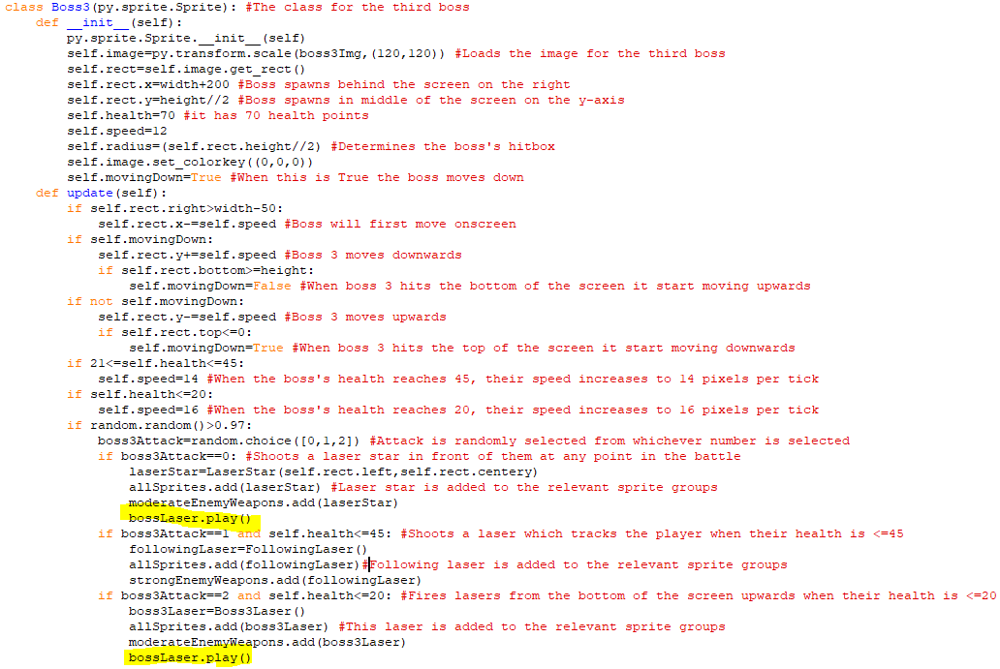 class Boss3(py.sprite.Sprite): #The class for the third boss
    def __init__(self):
        py.sprite.Sprite.__init__(self)
        self.image=py.transform.scale(boss3Img,(120,120)) #Loads the image for the third boss
        self.rect=self.image.get_rect()
        self.rect.x=width+200 #Boss spawns behind the screen on the right
        self.rect.y=height//2 #Boss spawns in middle of the screen on the y-axis
        self.health=70 #it has 70 health points
        self.speed=12
        self.radius=(self.rect.height//2) #Determines the boss's hitbox
        self.image.set_colorkey((0,0,0))
        self.movingDown=True #When this is True the boss moves down
    def update(self):
        if self.rect.right>width-50:
            self.rect.x-=self.speed #Boss will first move onscreen
        if self.movingDown:
            self.rect.y+=self.speed #Boss 3 moves downwards
            if self.rect.bottom>=height:
                self.movingDown=False #When boss 3 hits the bottom of the screen it start moving upwards
        if not self.movingDown:
            self.rect.y-=self.speed #Boss 3 moves upwards
            if self.rect.top<=0:
                self.movingDown=True #When boss 3 hits the top of the screen it start moving downwards
        if 21<=self.health<=45:
            self.speed=14 #When the boss's health reaches 45, their speed increases to 14 pixels per tick
        if self.health<=20:
            self.speed=16 #When the boss's health reaches 20, their speed increases to 16 pixels per tick
        if random.random()>0.97:
            boss3Attack=random.choice([0,1,2]) #Attack is randomly selected from whichever number is selected
            if boss3Attack==0: #Shoots a laser star in front of them at any point in the battle
                laserStar=LaserStar(self.rect.left,self.rect.centery)
                allSprites.add(laserStar) #Laser star is added to the relevant sprite groups
                moderateEnemyWeapons.add(laserStar)
                bossLaser.play()
            if boss3Attack==1 and self.health<=45: #Shoots a laser which tracks the player when their health is <=45
                followingLaser=FollowingLaser()
                allSprites.add(followingLaser)#Following laser is added to the relevant sprite groups
                strongEnemyWeapons.add(followingLaser)
            if boss3Attack==2 and self.health<=20: #Fires lasers from the bottom of the screen upwards when their health is <=20
                boss3Laser=Boss3Laser()
                allSprites.add(boss3Laser) #This laser is added to the relevant sprite groups
                moderateEnemyWeapons.add(boss3Laser)
                bossLaser.play()